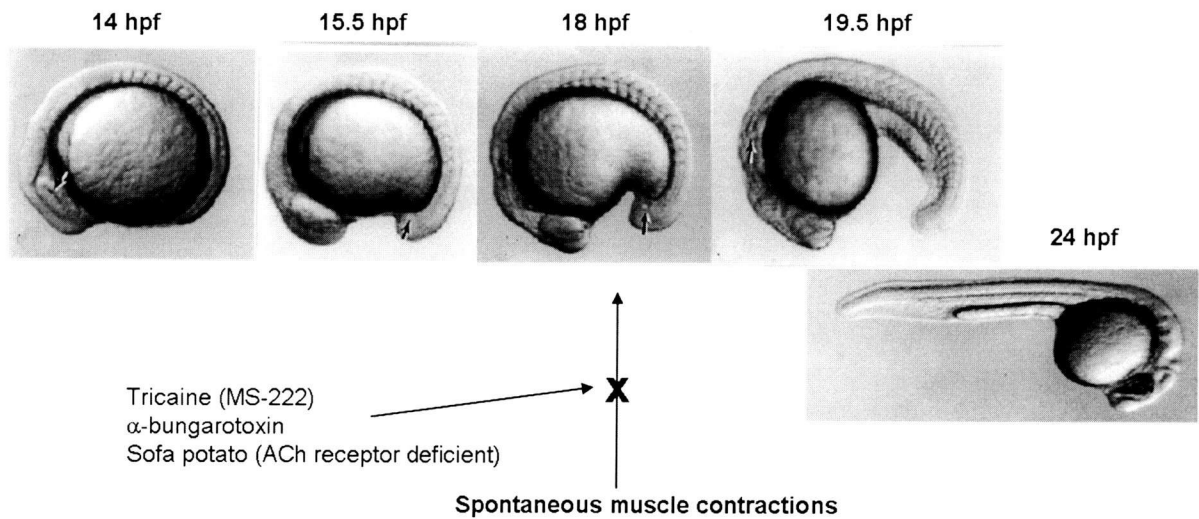 14 hpf
15.5 hpf
18 hpf
19.5 hpf
24 hpf
Tricaine (MS-222)
α-bungarotoxin
Sofa potato (ACh receptor deficient)
X
Spontaneous muscle contractions